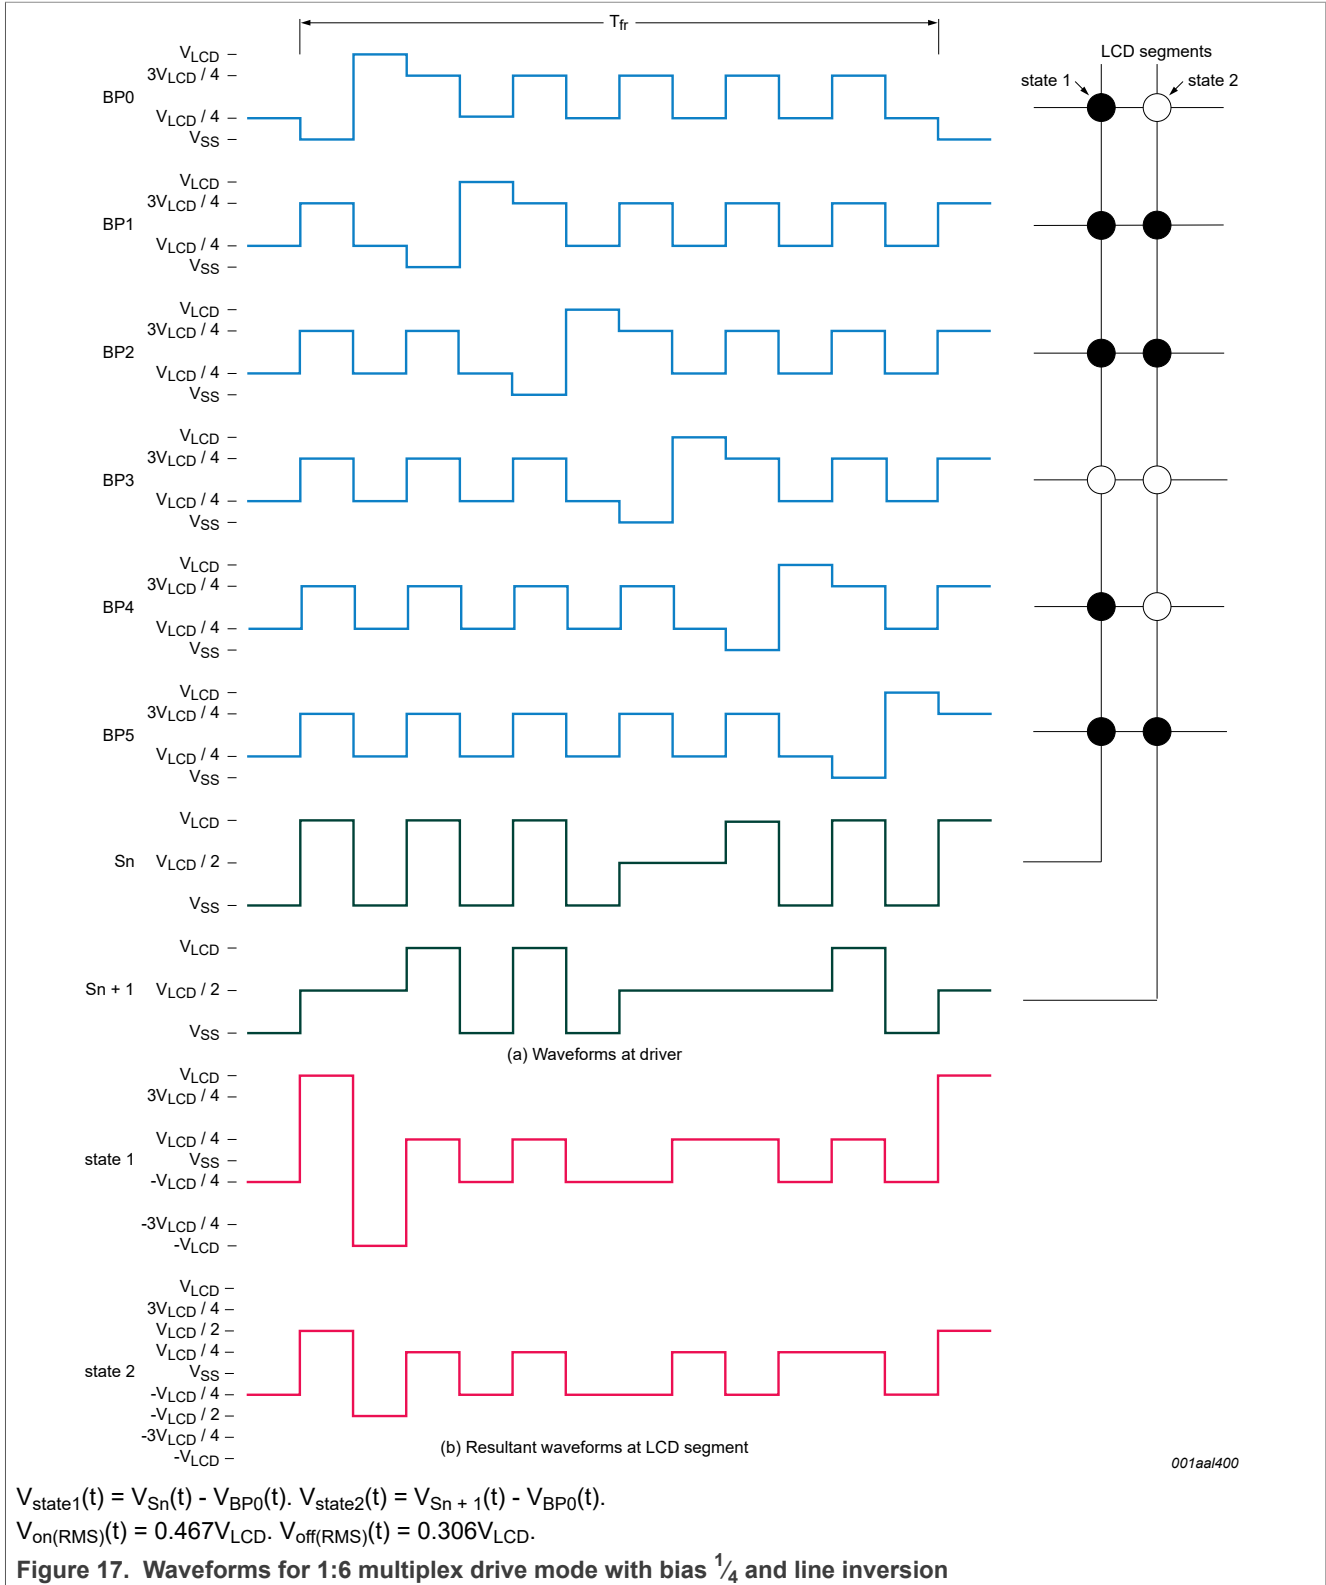 Tfr
LCD segments
state 1
state 2
BP0
VLCD
3VLCD / 4
VLCD / 4
VSS
BP1
VLCD
3VLCD / 4
VLCD / 4
VSS
BP2
VLCD
3VLCD / 4
VLCD / 4
VSS
BP3
VLCD
3VLCD / 4
VLCD / 4
VSS
BP4
VLCD
3VLCD / 4
VLCD / 4
VSS
BP5
VLCD
3VLCD / 4
VLCD / 4
VSS
Sn
VLCD
VLCD / 2
VSS
Sn + 1
VLCD
VLCD / 2
VSS
(a) Waveforms at driver
state 1
VLCD
3VLCD / 4
VLCD / 4
VSS
-VLCD / 4
-3VLCD / 4
-VLCD
state 2
VLCD
3VLCD / 4
VLCD / 2
VLCD / 4
VSS
-VLCD / 4
-VLCD / 2
-3VLCD / 4
-VLCD
(b) Resultant waveforms at LCD segment
001aal400
Vstate1(t) = VSn(t) - VBP0(t). Vstate2(t) = VSn + 1(t) - VBP0(t).
Von(RMS)(t) = 0.467VLCD. Voff(RMS)(t) = 0.306VLCD.
Figure 17. Waveforms for 1:6 multiplex drive mode with bias 1/4 and line inversion